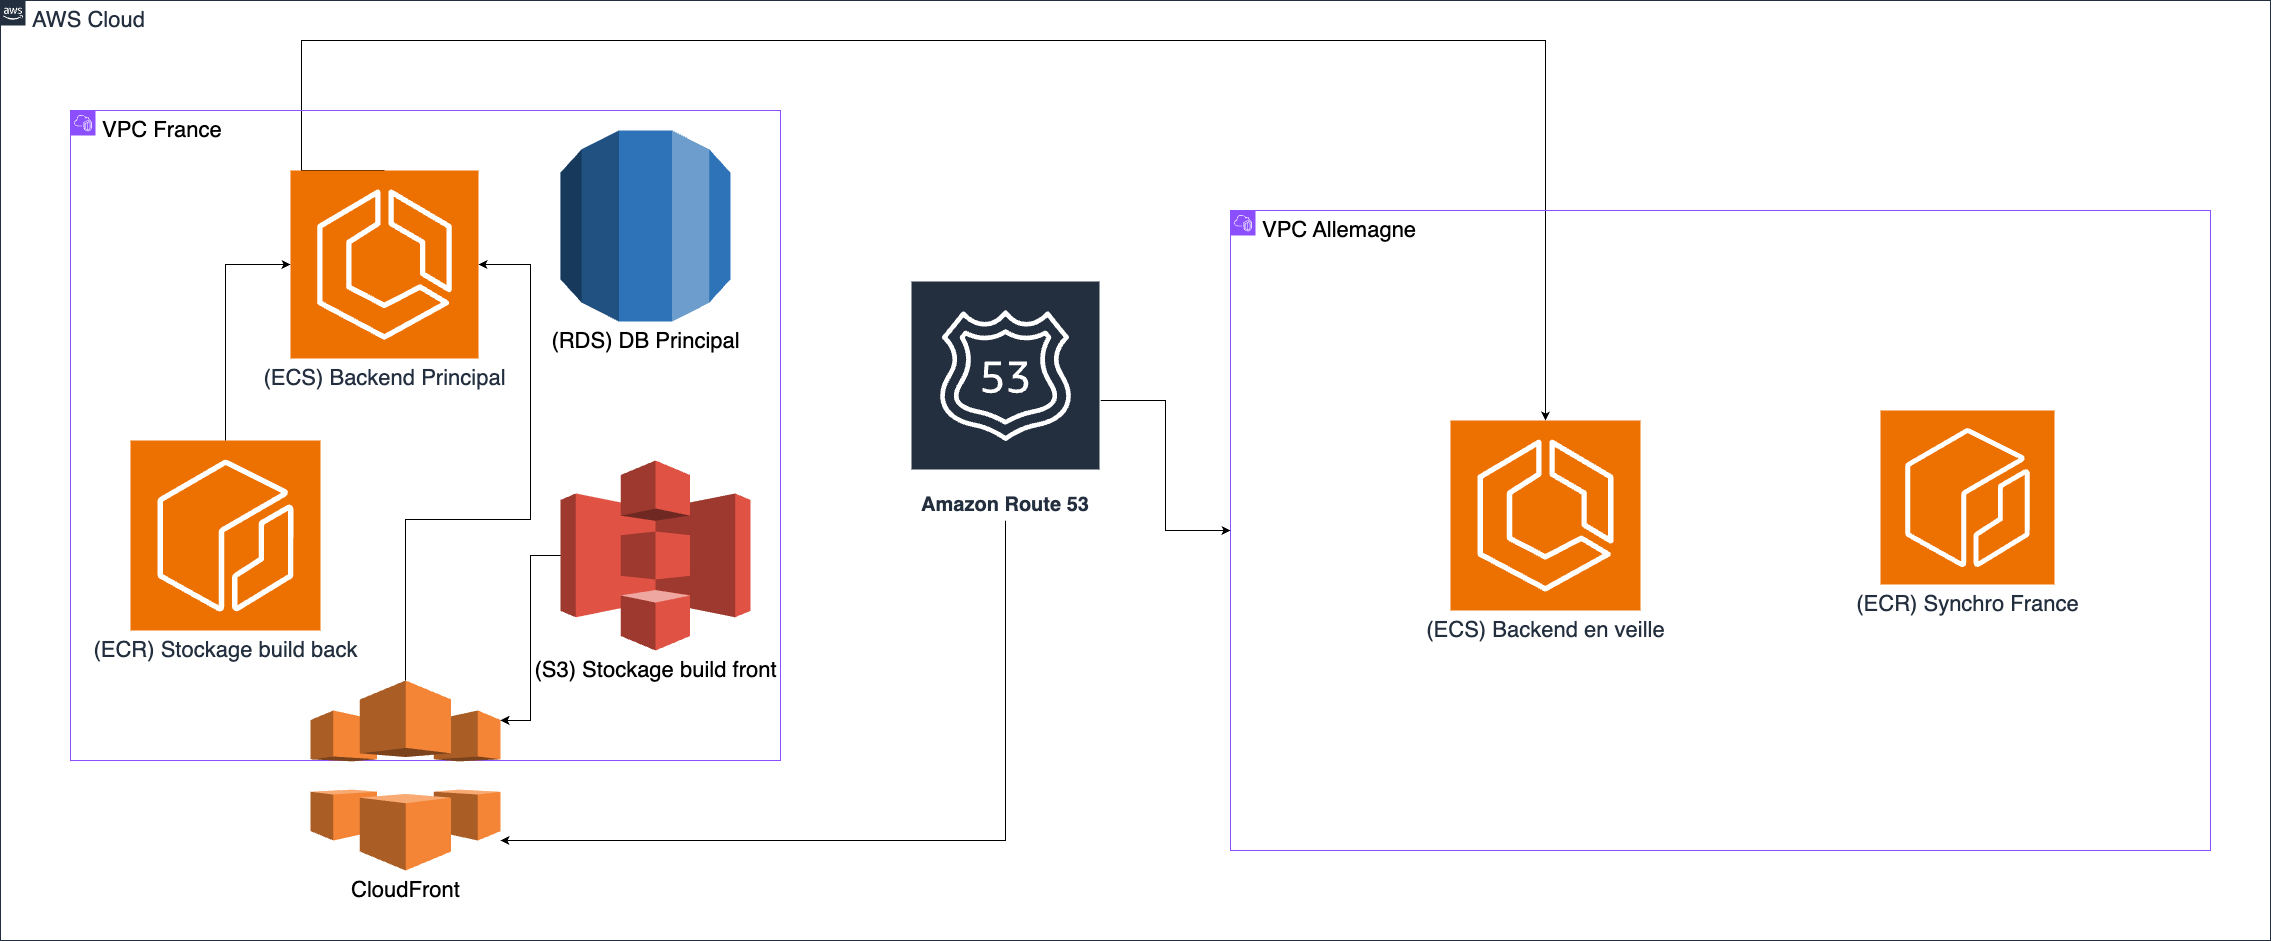 aws
AWS Cloud
VPC France
(ECS) Backend Principal
(RDS) DB Principal
(ECR) Stockage build back
(S3) Stockage build front
CloudFront
53
Amazon Route 53
VPC Allemagne
(ECS) Backend en veille
(ECR) Synchro France